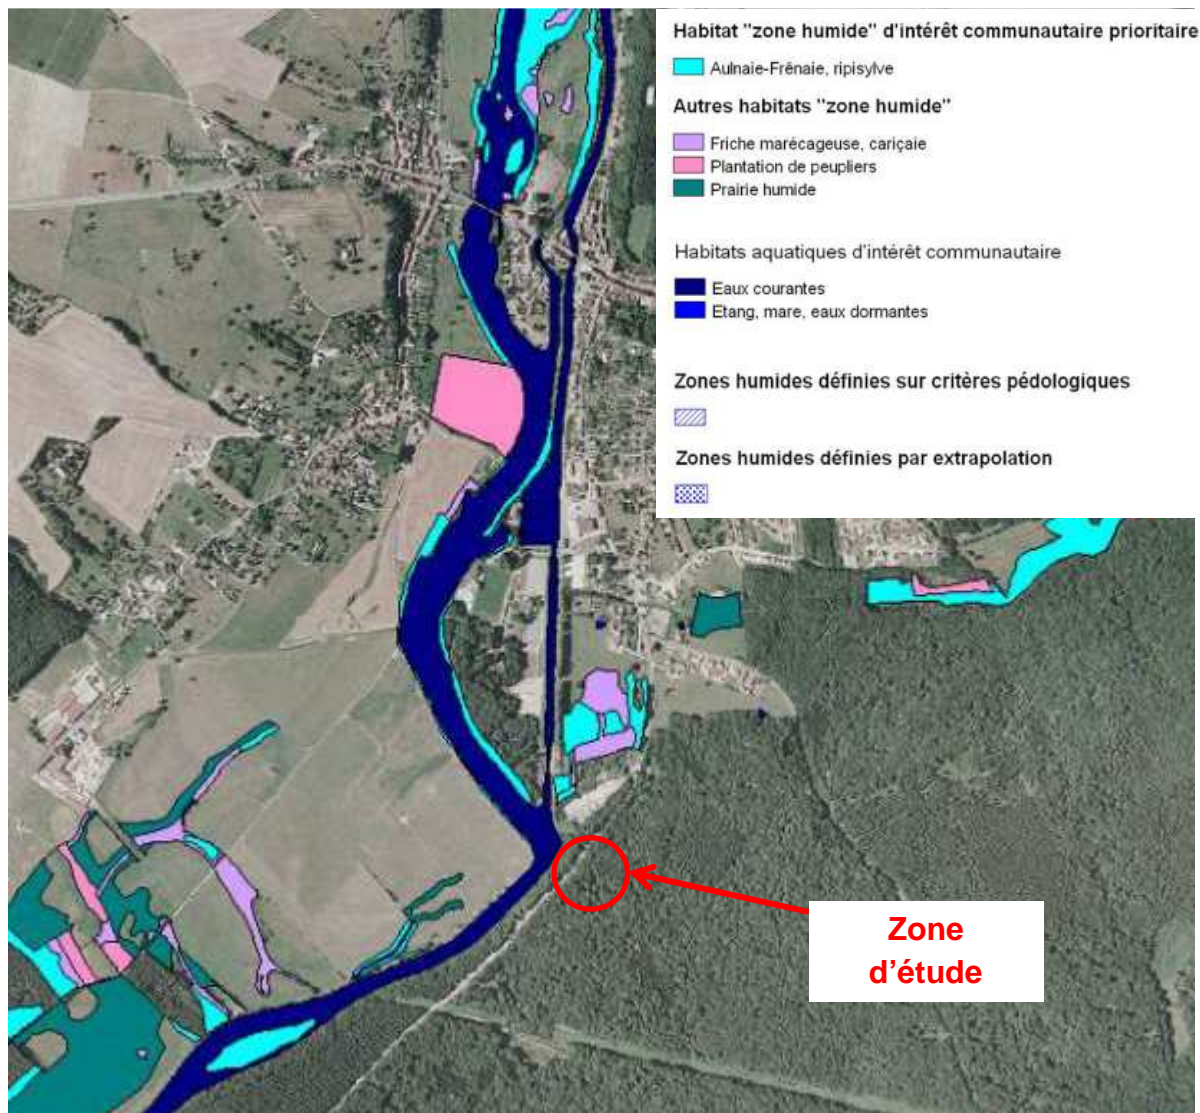 Habitat "zone humide" d'intérêt communautaire prioritaire
Aulnaie-Frênaie, ripisylve
Autres habitats "zone humide"
Friche marécageuse, cariçaie
Plantation de peupliers
Prairie humide
Habitats aquatiques d'intérêt communautaire
Eaux courantes
Etang, mare, eaux dormantes
Zones humides définies sur critères pédologiques
Zones humides définies par extrapolation
Zone
d'étude